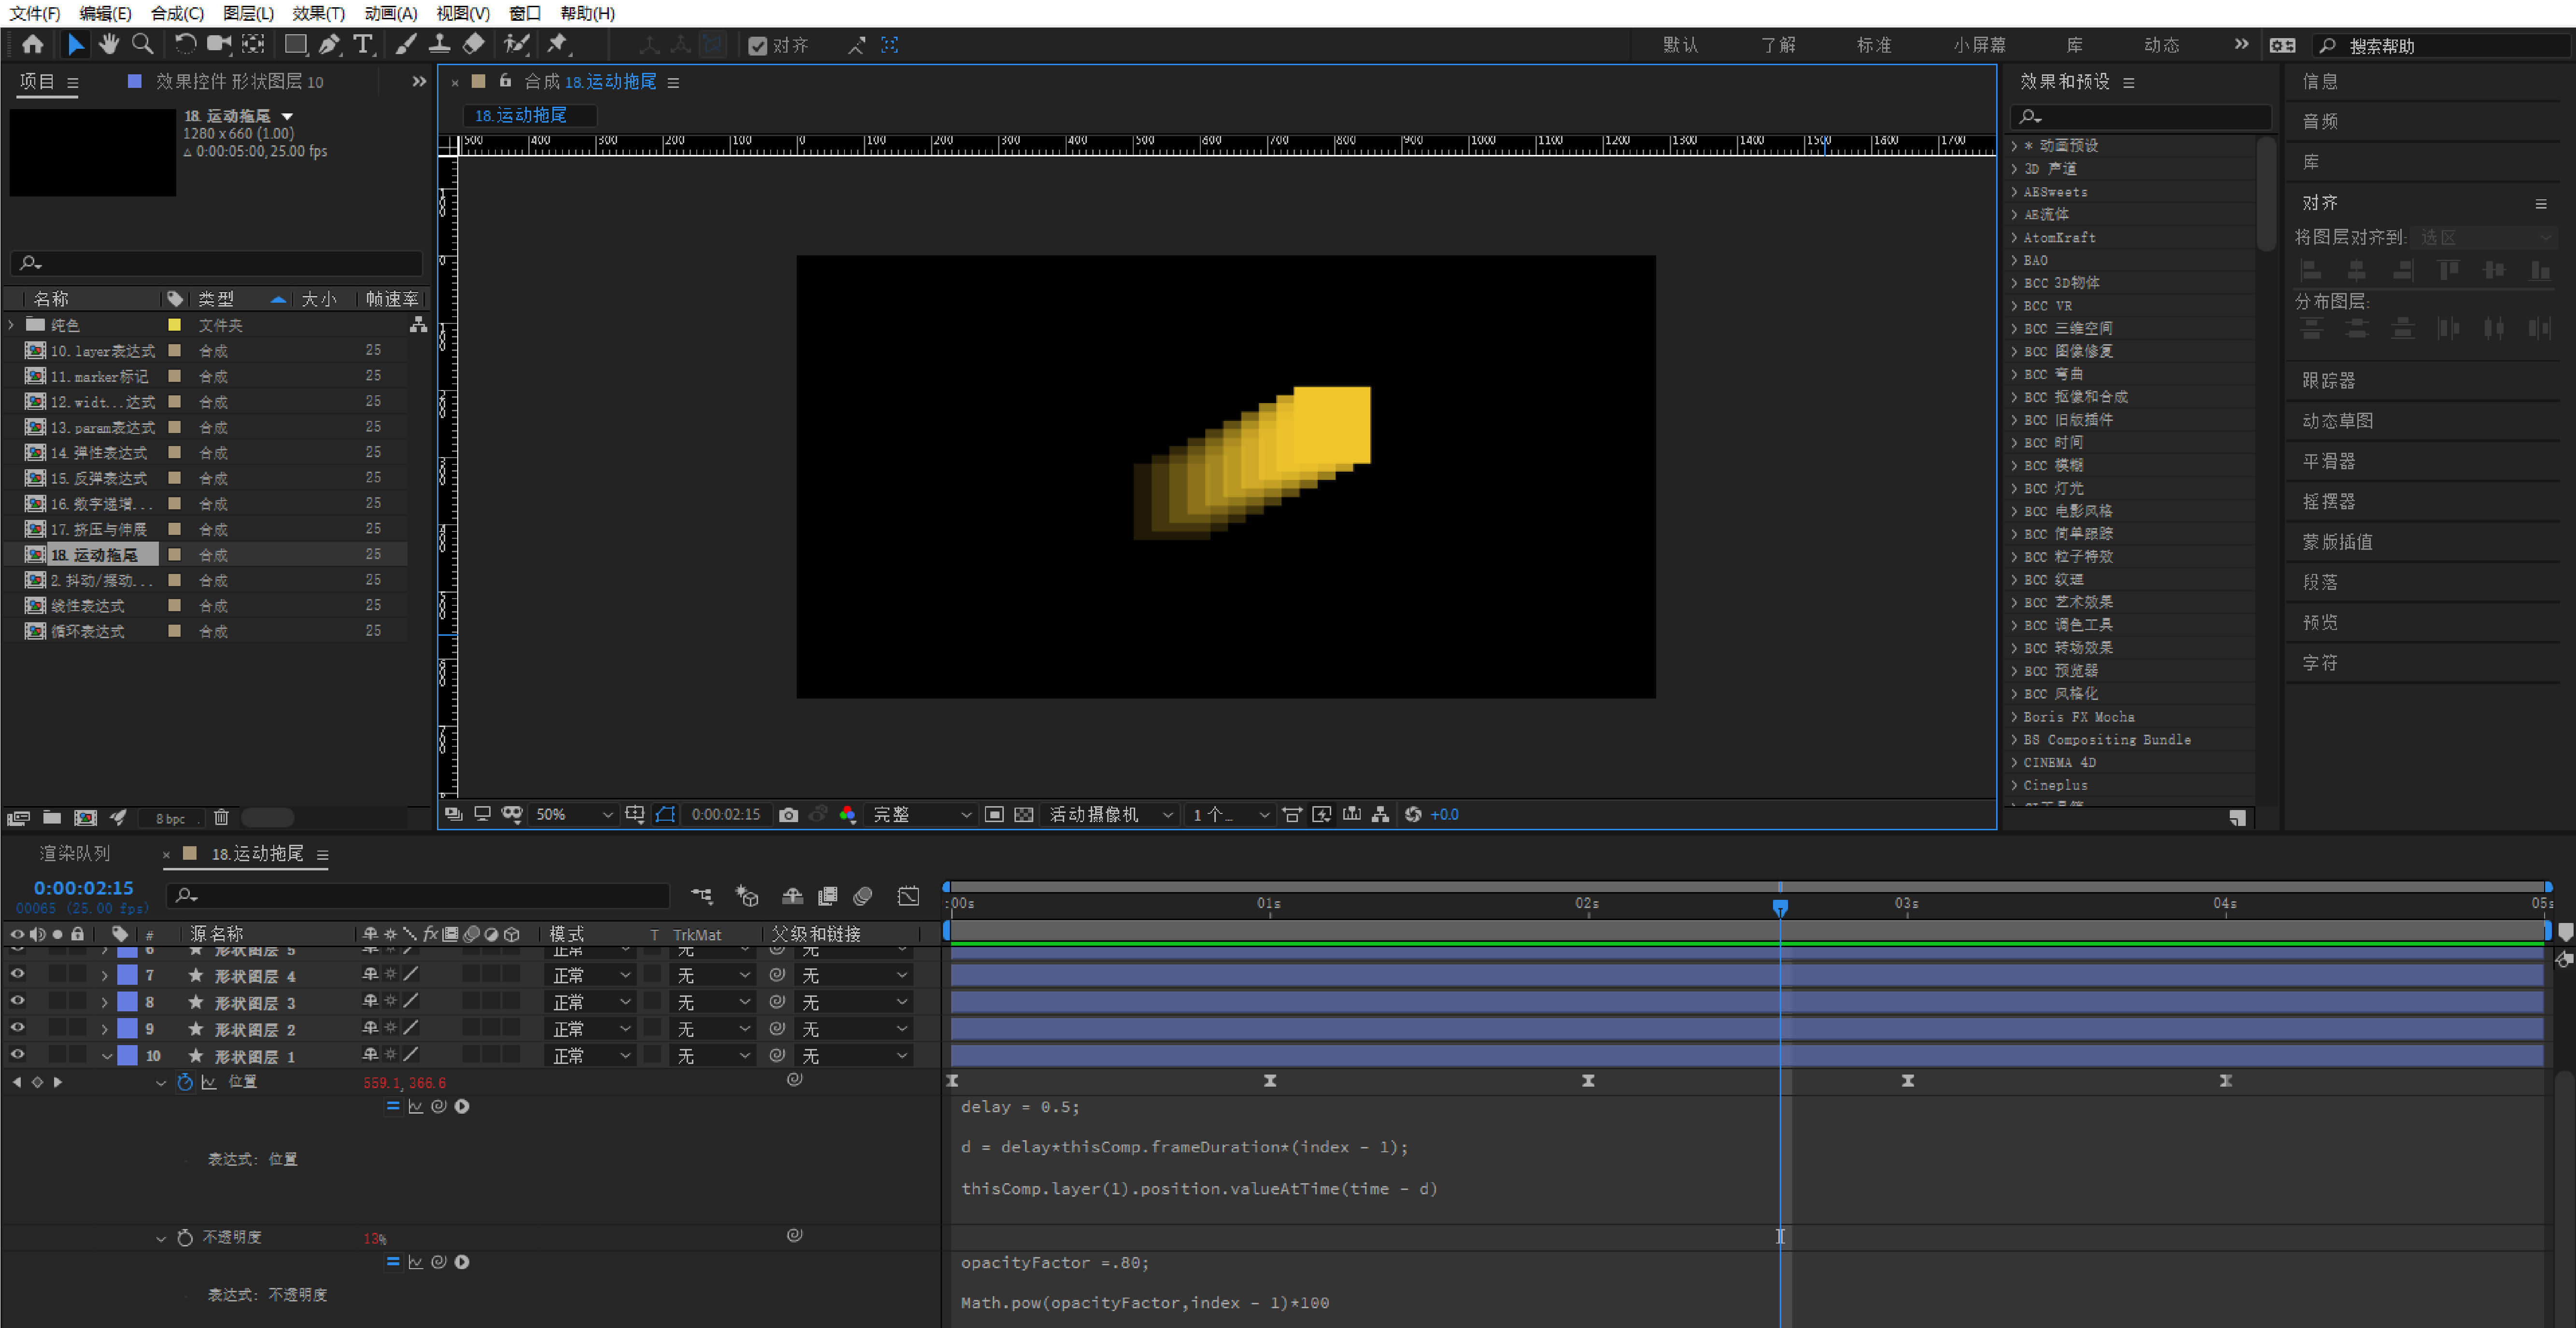 文件(F) 编辑(E) 合成(C) 图层(L) 效果(T) 动画(A) 视图(V) 窗口 帮助(H)
对齐 默认 了解 标准 小屏幕 库 动态 搜索帮助
项目 效果控件 形状图层 10
18.运动拖尾
1280 x 660 (1.00)
△ 0:00:05:00, 25.00 fps
名称 类型 大小 帧速率
纯色 文件夹
10.layer表达式 合成 25
11.marker标记 合成 25
12.widt...达式 合成 25
13.param表达式 合成 25
14.弹性表达式 合成 25
15.反弹表达式 合成 25
16.数字递增... 合成 25
17.挤压与伸展 合成 25
18.运动拖尾 合成 25
2.抖动/摆动... 合成 25
线性表达式 合成 25
循环表达式 合成 25
8 bpc
合成 18.运动拖尾
18.运动拖尾
500 400 300 200 100 0 100 200 300 400 500 600 700 800 900 1000 1100 1200 1300 1400 1500 1600 1700
50% 0:00:02:15 完整 活动摄像机 1 个... +0.0
效果和预设
* 动画预设
3D 声道
AESweets
AE流体
AtomKraft
BAO
BCC 3D物体
BCC VR
BCC 三维空间
BCC 图像修复
BCC 弯曲
BCC 抠像和合成
BCC 旧版插件
BCC 时间
BCC 模糊
BCC 灯光
BCC 电影风格
BCC 简单跟踪
BCC 粒子特效
BCC 纹理
BCC 艺术效果
BCC 调色工具
BCC 转场效果
BCC 预览器
BCC 风格化
Boris FX Mocha
BS Compositing Bundle
CINEMA 4D
Cineplus
信息
音频
库
对齐
将图层对齐到: 选区
分布图层:
跟踪器
动态草图
平滑器
摇摆器
蒙版插值
段落
预览
字符
渲染队列 18.运动拖尾
0:00:02:15
00065 (25.00 fps)
:00s 01s 02s 03s 04s 05s
# 源名称 模式 T TrkMat 父级和链接
6 形状图层 5 正常 无 无
7 形状图层 4 正常 无 无
8 形状图层 3 正常 无 无
9 形状图层 2 正常 无 无
10 形状图层 1 正常 无 无
位置 559.1, 366.6
delay = 0.5;
d = delay*thisComp.frameDuration*(index - 1);
表达式: 位置
thisComp.layer(1).position.valueAtTime(time - d)
不透明度 13%
opacityFactor =.80;
表达式: 不透明度
Math.pow(opacityFactor,index - 1)*100